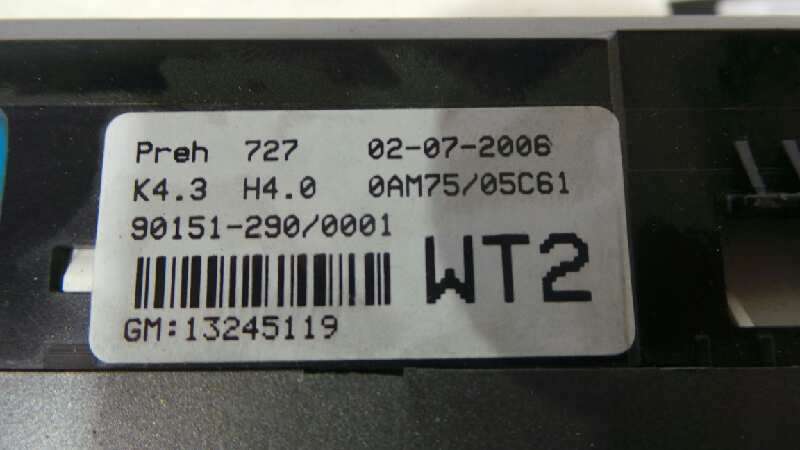 Preh 727 02-07-2006
K4.3 H4.0 0AM75/05C61
90151-290/0001
WT2
GM:13245119